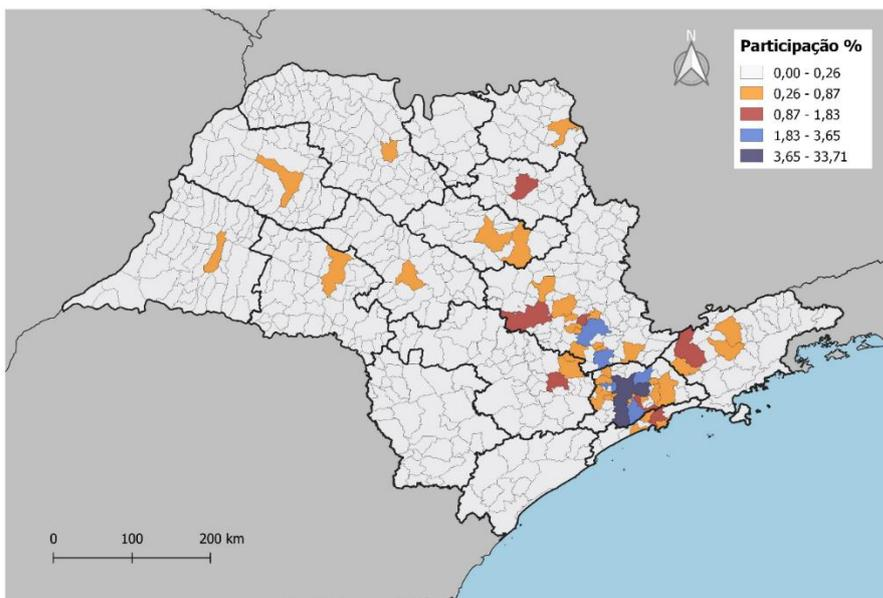 N
Participação %
0,00 - 0,26
0,26 - 0,87
0,87 - 1,83
1,83 - 3,65
3,65 - 33,71
0 100 200 km